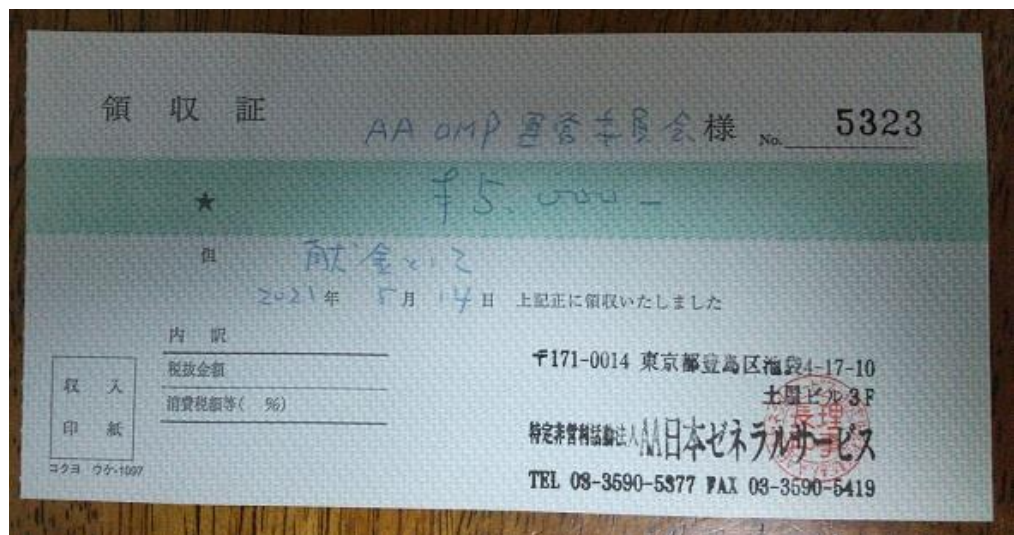 領収証
AA OMP 運営委員会 様 No. 5323
★ ¥5,000-
但 献金として
2021年 5月 14日 上記正に領収いたしました
内 訳
税抜金額
消費税額等( %)
収 入
印 紙
コクヨ ウケ-1097
〒171-0014 東京都豊島区池袋4-17-10
土屋ビル 3F
特定非営利活動法人AA日本ゼネラルサービス
TEL 03-3590-5377 FAX 03-3590-5419